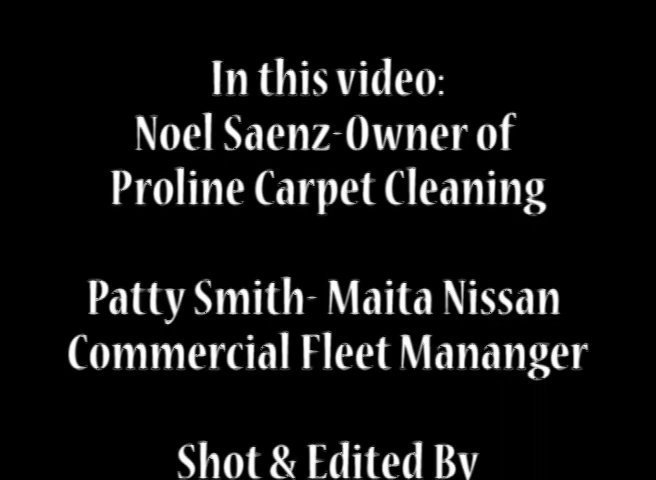 In this video:
Noel Saenz-Owner of
Proline Carpet Cleaning
Patty Smith- Maita Nissan
Commercial Fleet Mananger
Shot & Edited By